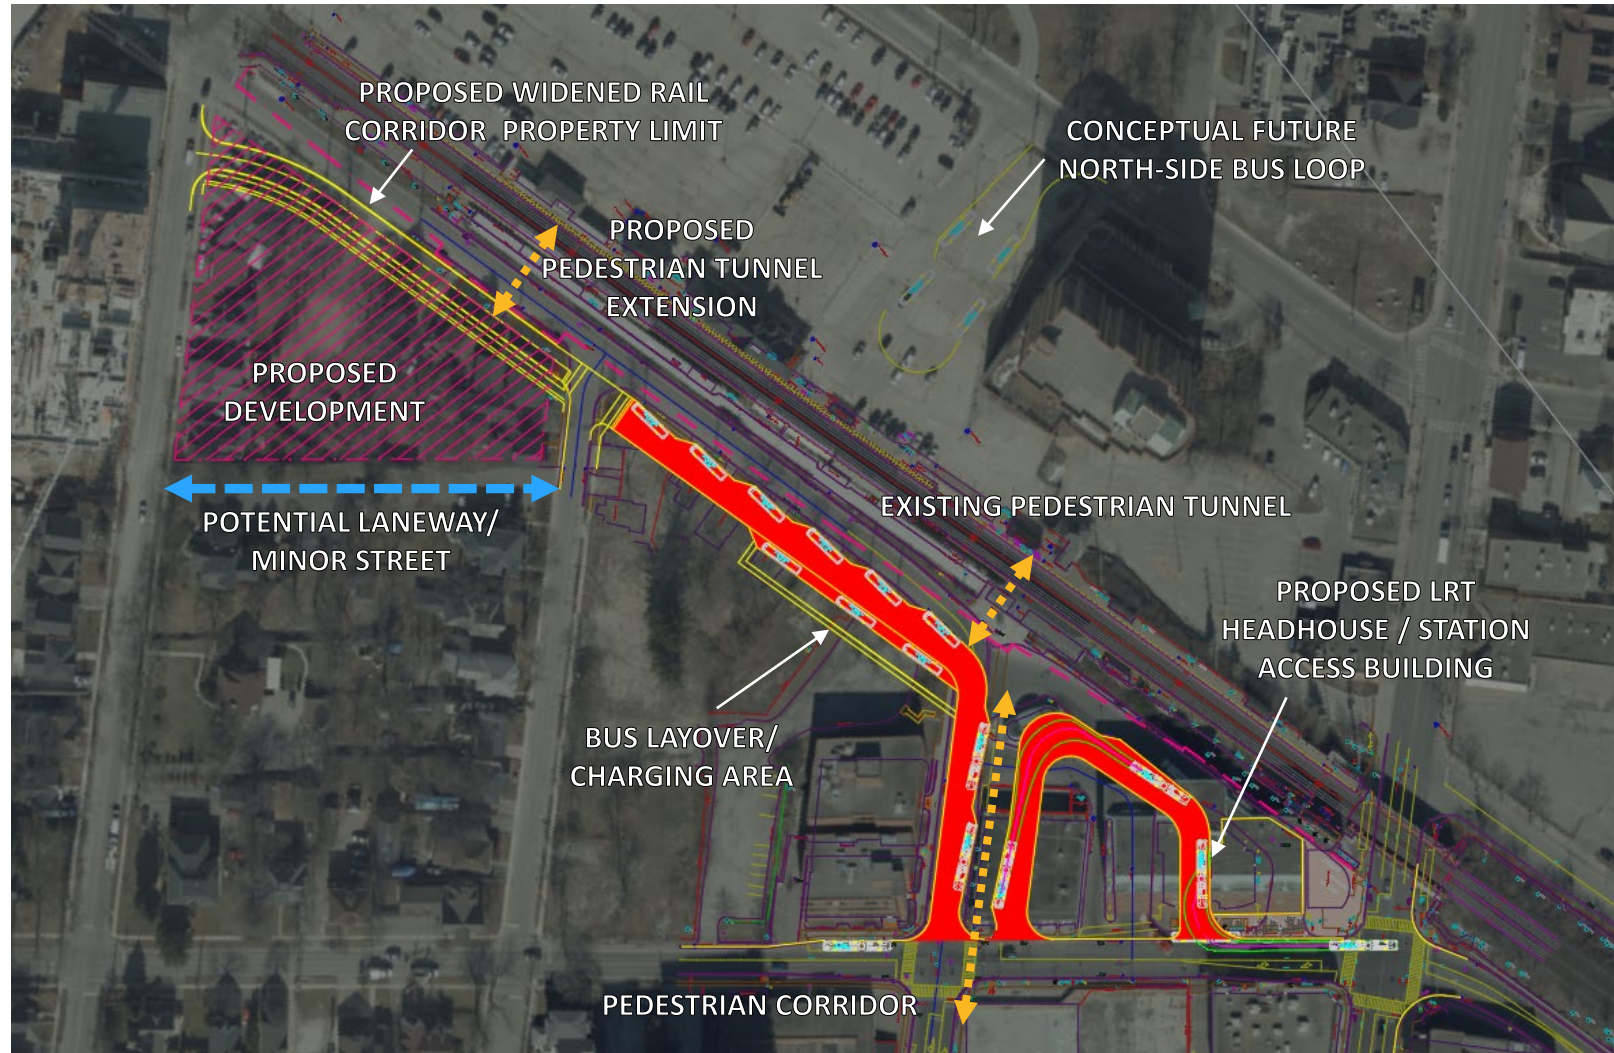 PROPOSED WIDENED RAIL
CORRIDOR PROPERTY LIMIT
CONCEPTUAL FUTURE
NORTH-SIDE BUS LOOP
PROPOSED
PEDESTRIAN TUNNEL
EXTENSION
PROPOSED
DEVELOPMENT
POTENTIAL LANEWAY/
MINOR STREET
EXISTING PEDESTRIAN TUNNEL
PROPOSED LRT
HEADHOUSE / STATION
ACCESS BUILDING
BUS LAYOVER/
CHARGING AREA
PEDESTRIAN CORRIDOR